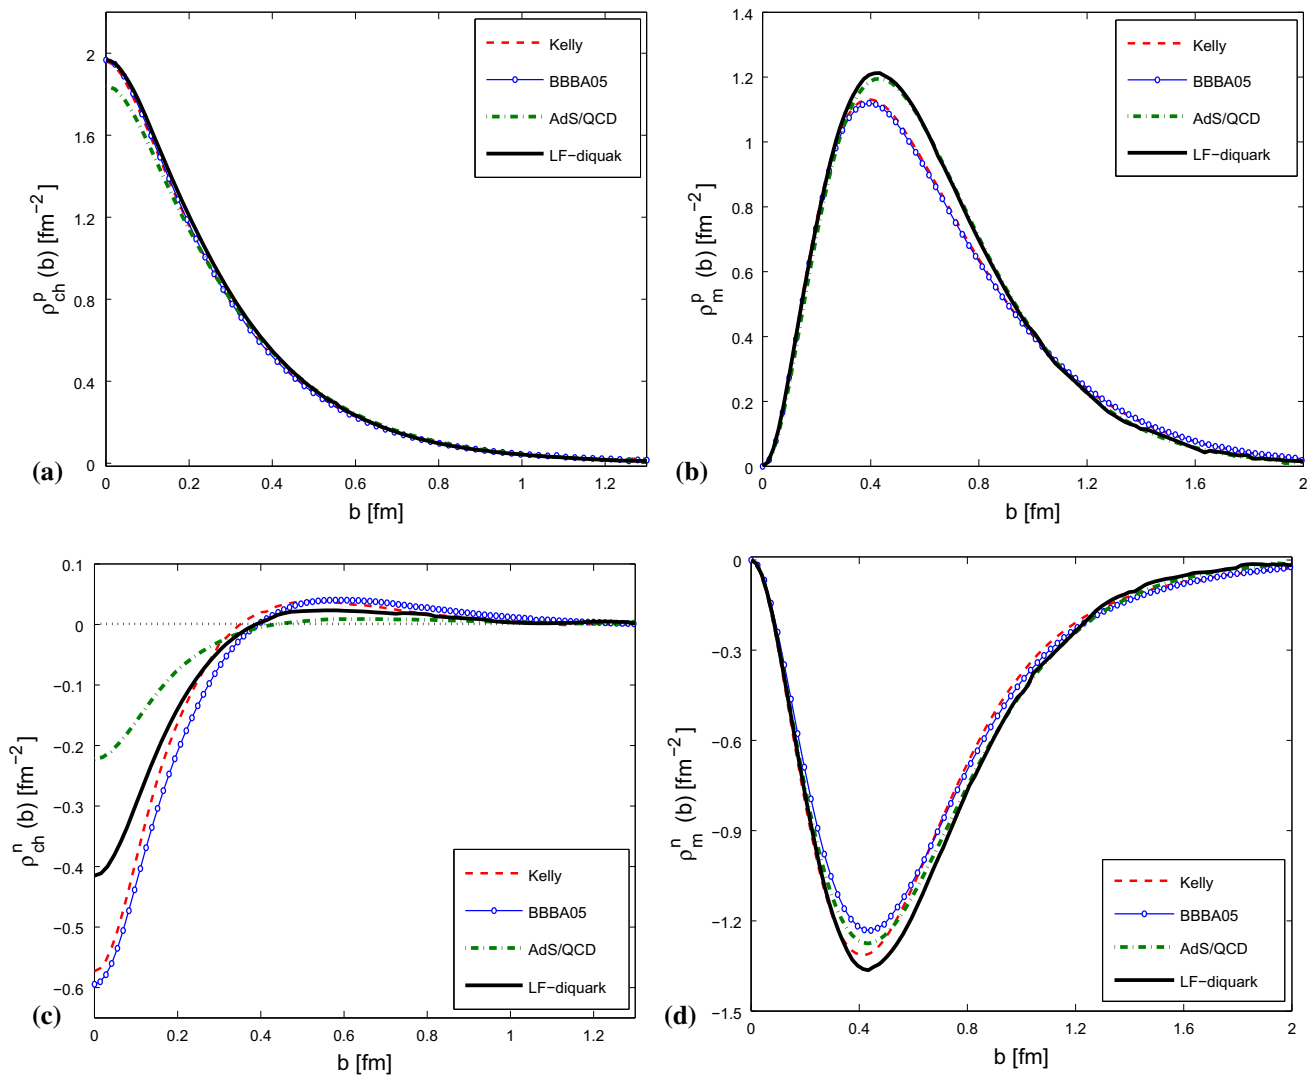 2
1.6
1.2
0.8
0.4
0
0 0.2 0.4 0.6 0.8 1 1.2
b [fm]
ρ^p_ch (b) [fm⁻²]
Kelly
BBBA05
AdS/QCD
LF−diquak
(a)
1.4
1.2
1
0.8
0.6
0.4
0.2
0
0 0.4 0.8 1.2 1.6 2
b [fm]
ρ^p_m (b) [fm⁻²]
Kelly
BBBA05
AdS/QCD
LF−diquark
(b)
0.1
0
−0.1
−0.2
−0.3
−0.4
−0.5
−0.6
0 0.2 0.4 0.6 0.8 1 1.2
b [fm]
ρ^n_ch (b) [fm⁻²]
Kelly
BBBA05
AdS/QCD
LF−diquark
(c)
0
−0.3
−0.6
−0.9
−1.2
−1.5
0 0.4 0.8 1.2 1.6 2
b [fm]
ρ^n_m (b) [fm⁻²]
Kelly
BBBA05
AdS/QCD
LF−diquark
(d)